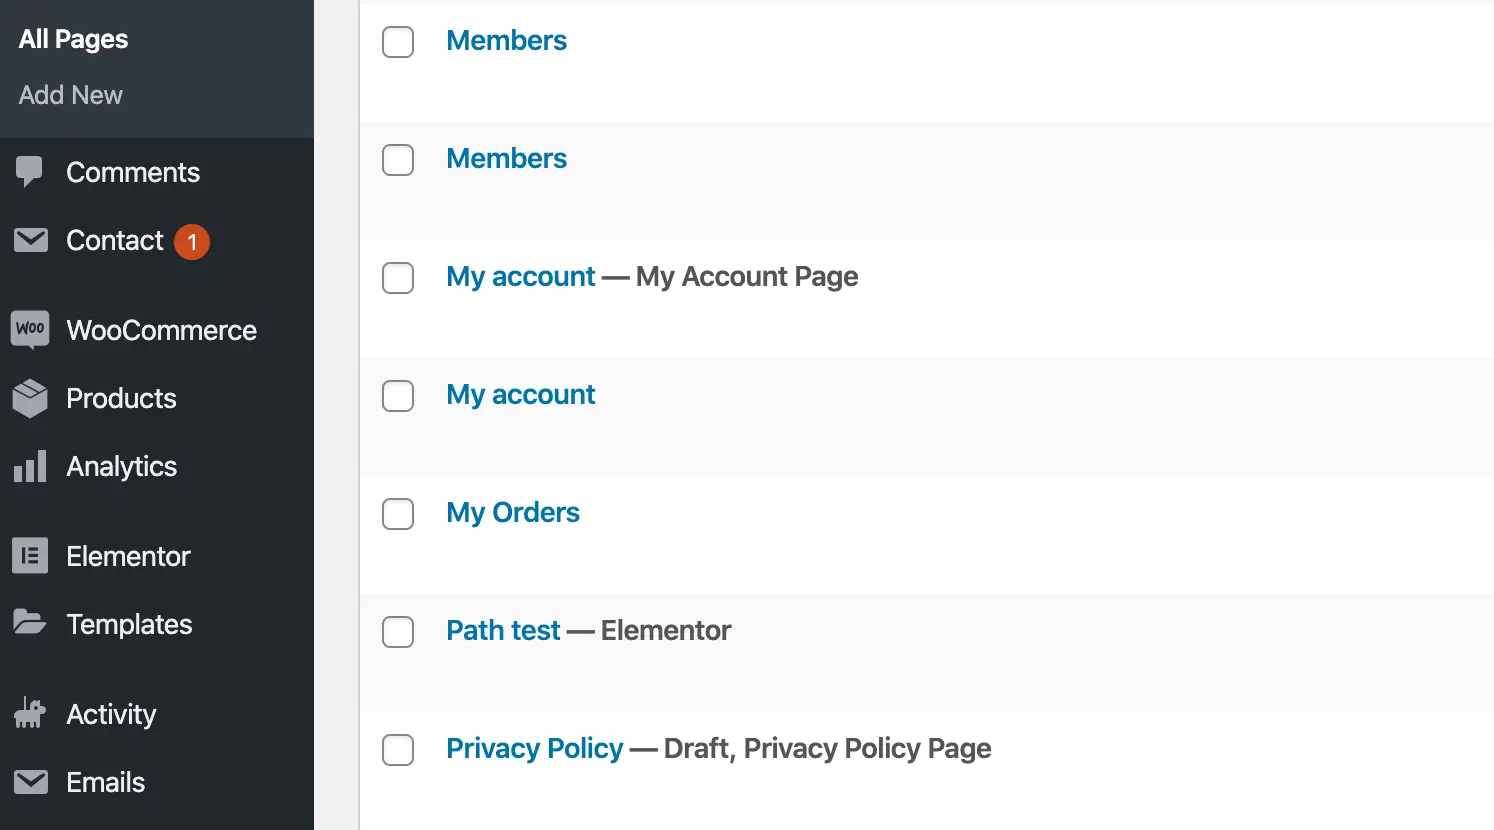 All Pages
Add New
Comments
Contact 1
Woo WooCommerce
Products
Analytics
Elementor
Templates
Activity
Emails
Members
Members
My account — My Account Page
My account
My Orders
Path test — Elementor
Privacy Policy — Draft, Privacy Policy Page